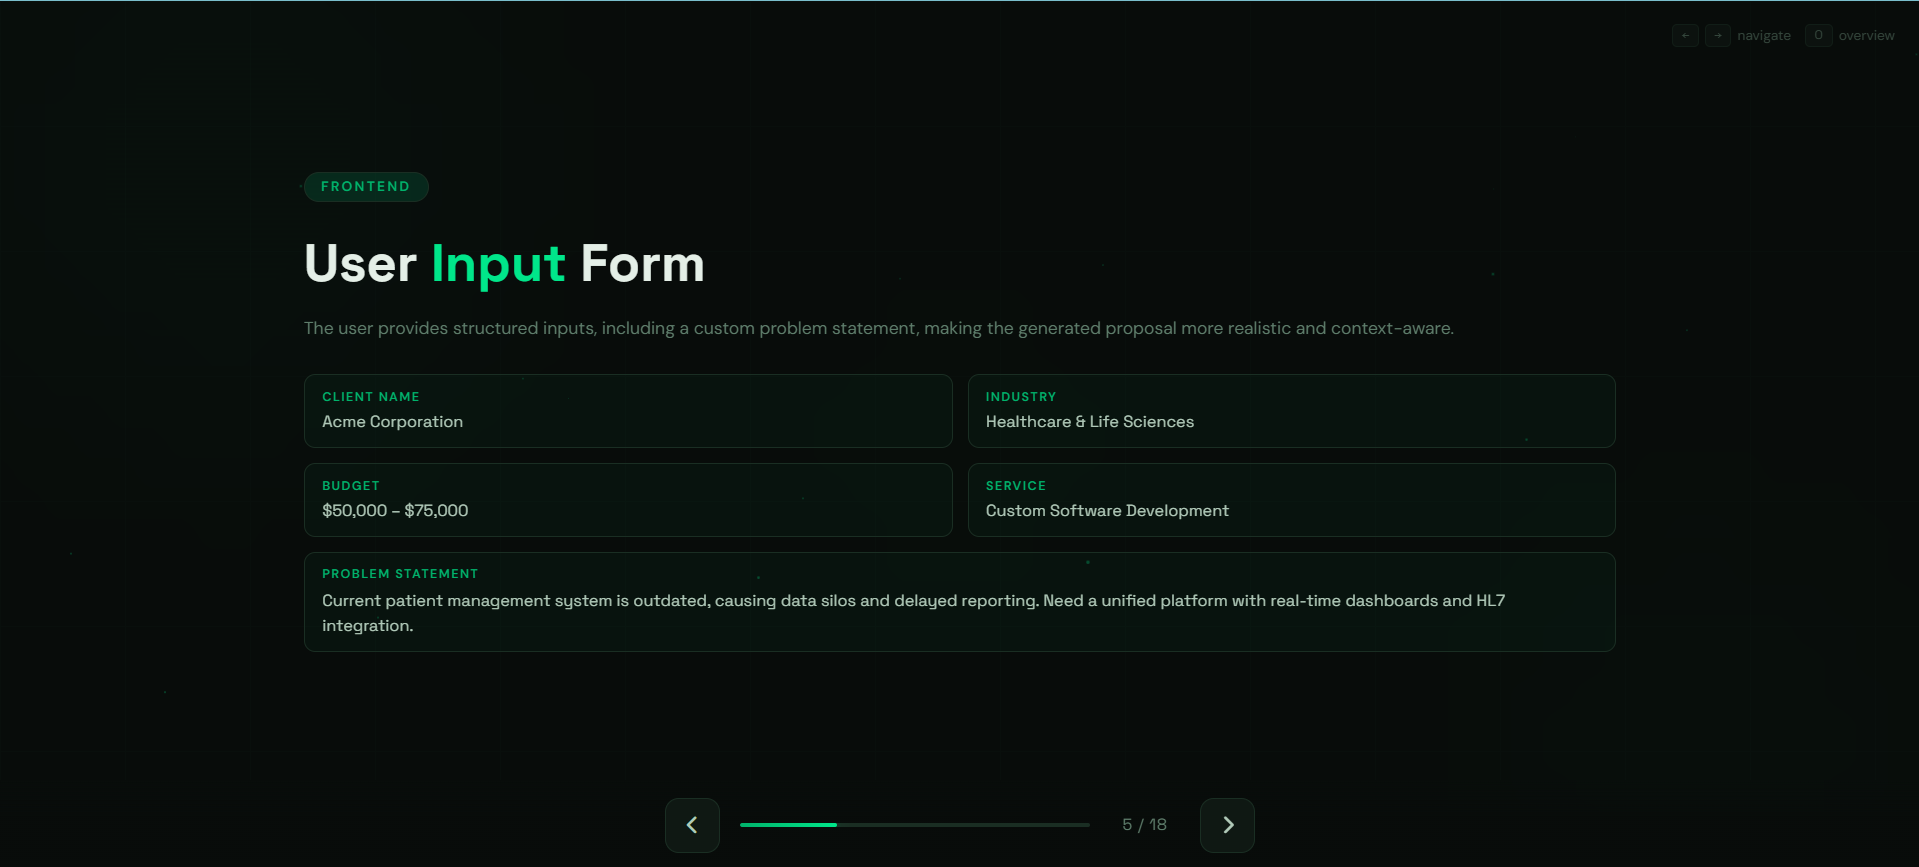 ← → navigate O overview
FRONTEND
User Input Form
The user provides structured inputs, including a custom problem statement, making the generated proposal more realistic and context-aware.
CLIENT NAME
Acme Corporation
INDUSTRY
Healthcare & Life Sciences
BUDGET
$50,000 – $75,000
SERVICE
Custom Software Development
PROBLEM STATEMENT
Current patient management system is outdated, causing data silos and delayed reporting. Need a unified platform with real-time dashboards and HL7
integration.
5 / 18